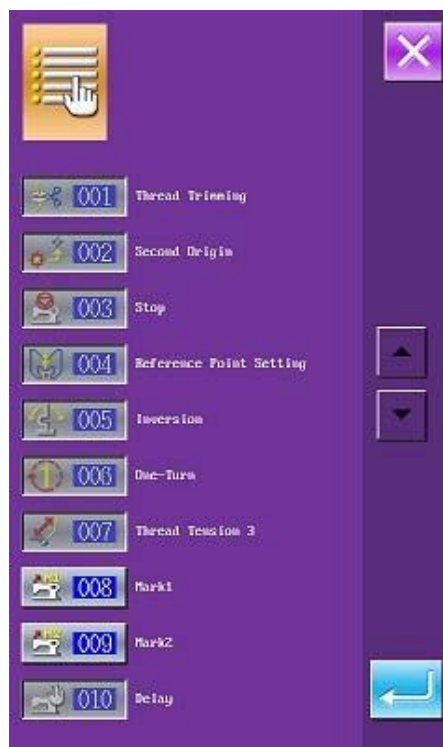 001 Thread Trimming
002 Second Origin
003 Stop
004 Reference Point Setting
005 Inversion
006 One-Turn
007 Thread Tension 3
008 Mark1
009 Mark2
010 Delay